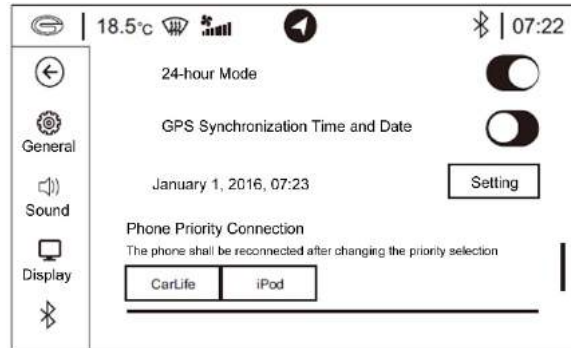 18.5°C
07:22
24-hour Mode
GPS Synchronization Time and Date
General
January 1, 2016, 07:23
Setting
Sound
Phone Priority Connection
The phone shall be reconnected after changing the priority selection
Display
CarLife
iPod